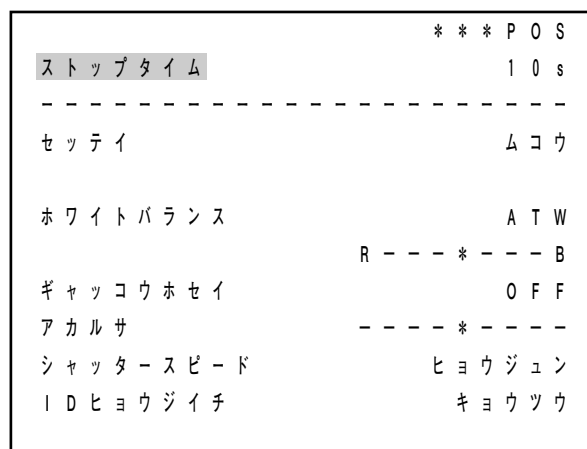 ***POS
ストップタイム 10s
----------------------
セッテイ ムコウ
ホワイトバランス ATW
R---*---B
ギャッコウホセイ OFF
アカルサ ----*----
シャッタースピード ヒョウジュン
IDヒョウジイチ キョウツウ